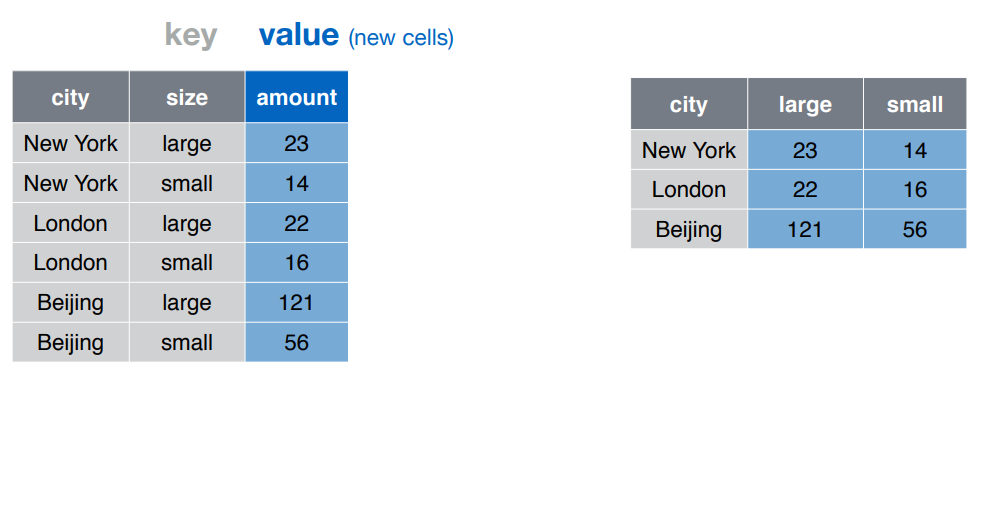 key value (new cells)
city size amount
New York large 23
New York small 14
London large 22
London small 16
Beijing large 121
Beijing small 56
city large small
New York 23 14
London 22 16
Beijing 121 56